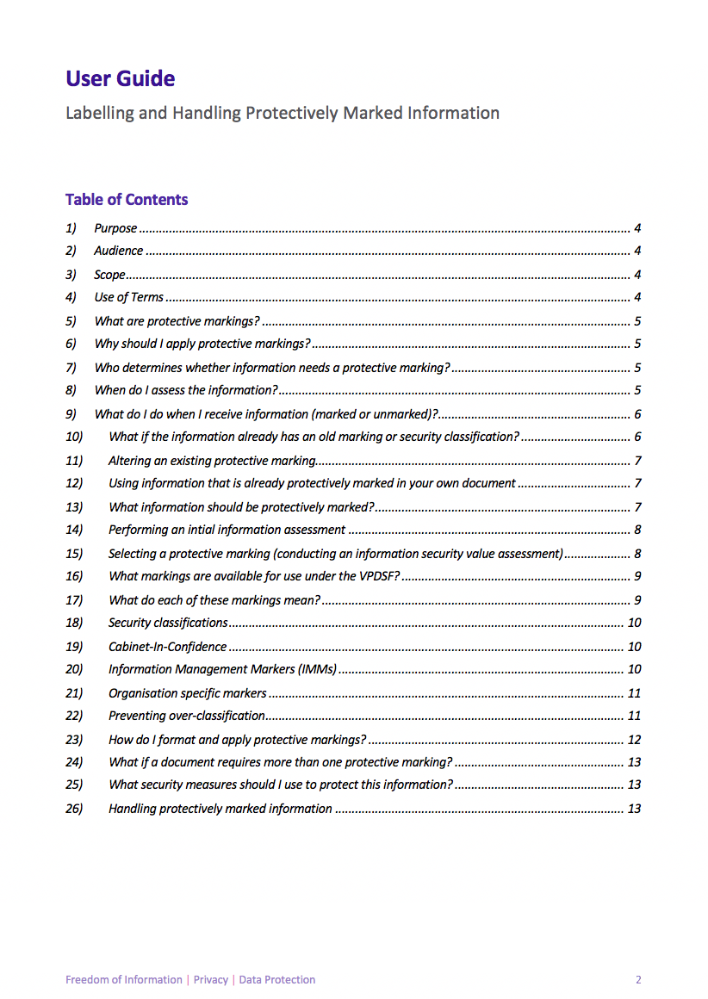 User Guide
Labelling and Handling Protectively Marked Information
Table of Contents
1) Purpose ........ 4
2) Audience ........ 4
3) Scope........ 4
4) Use of Terms ........ 4
5) What are protective markings? ........ 5
6) Why should I apply protective markings? ........ 5
7) Who determines whether information needs a protective marking? ........ 5
8) When do I assess the information?........ 5
9) What do I do when I receive information (marked or unmarked)?........ 6
10) What if the information already has an old marking or security classification? ........ 6
11) Altering an existing protective marking........ 7
12) Using information that is already protectively marked in your own document ........ 7
13) What information should be protectively marked?........ 7
14) Performing an intial information assessment ........ 8
15) Selecting a protective marking (conducting an information security value assessment)........ 8
16) What markings are available for use under the VPDSF? ........ 9
17) What do each of these markings mean? ........ 9
18) Security classifications ........ 10
19) Cabinet-In-Confidence ........ 10
20) Information Management Markers (IMMs) ........ 10
21) Organisation specific markers ........ 11
22) Preventing over-classification........ 11
23) How do I format and apply protective markings? ........ 12
24) What if a document requires more than one protective marking? ........ 13
25) What security measures should I use to protect this information? ........ 13
26) Handling protectively marked information ........ 13
Freedom of Information | Privacy | Data Protection 2